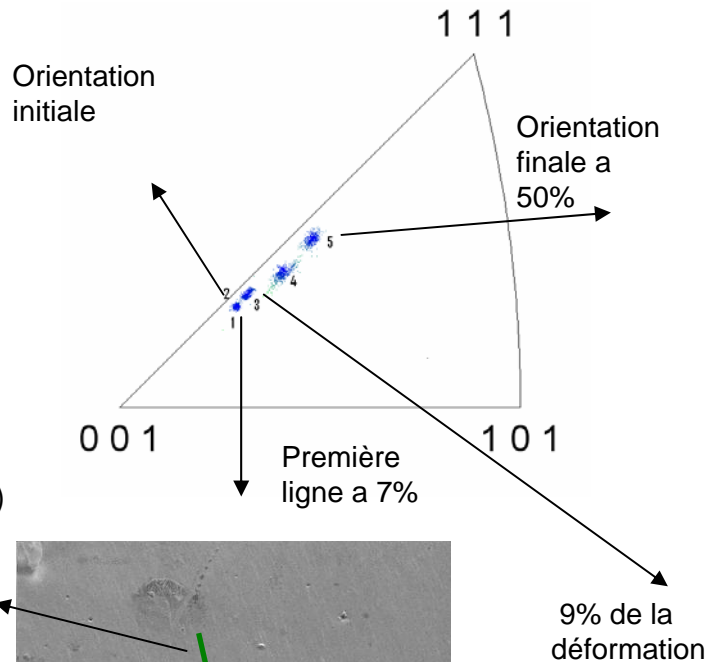 1 1 1
Orientation
initiale
Orientation
finale a
50%
5
4
2
3
1
0 0 1
1 0 1
Première
ligne a 7%
)
9% de la
déformation